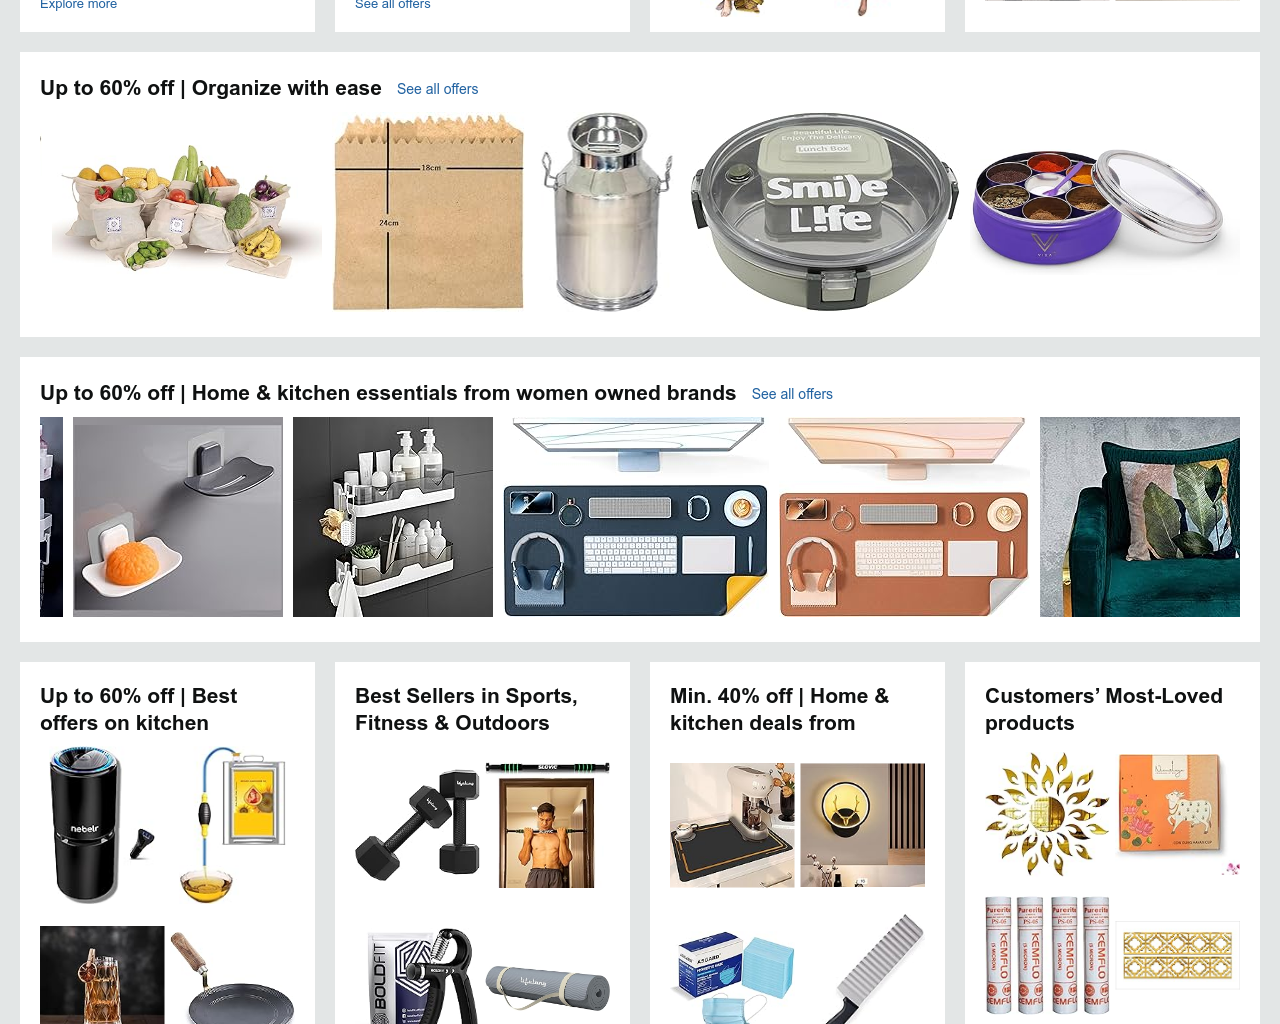 Explore more
See all offers
Up to 60% off | Organize with ease See all offers
18cm
24cm
Beautiful Life
Enjoy The Delicacy
Lunch Box
Smile
Life
Up to 60% off | Home & kitchen essentials from women owned brands See all offers
Up to 60% off | Best
offers on kitchen
Best Sellers in Sports,
Fitness & Outdoors
Min. 40% off | Home &
kitchen deals from
Customers’ Most-Loved
products
nebelr
BOLDFIT
KEMFLO
KEMFLO
KEMFLO
KEMFLO